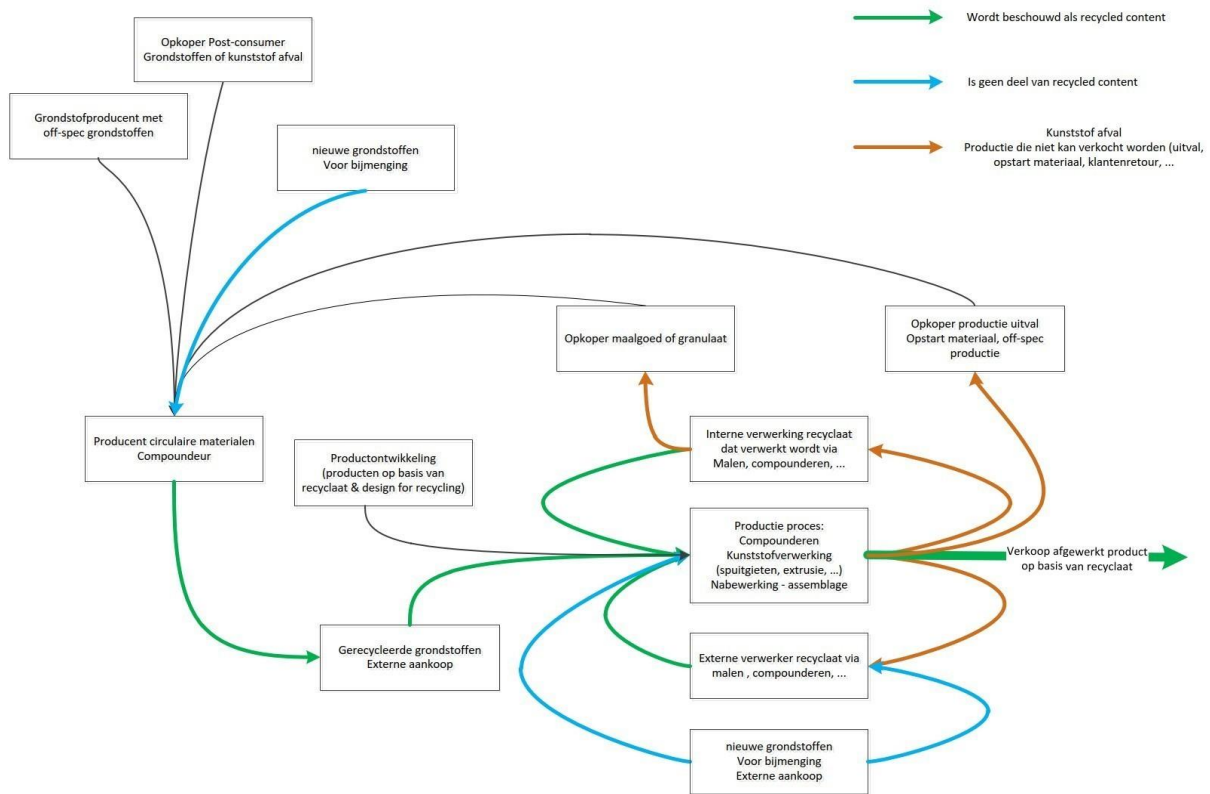 Wordt beschouwd als recycled content
Opkoper Post-consumer
Grondstoffen of kunststof afval
Is geen deel van recycled content
Grondstofproducent met
off-spec grondstoffen
Kunststof afval
Productie die niet kan verkocht worden (uitval,
opstart materiaal, klantenretour, ...
nieuwe grondstoffen
Voor bijmenging
Opkoper maalgoed of granulaat
Opkoper productie uitval
Opstart materiaal, off-spec
productie
Producent circulaire materialen
Compoundeur
Interne verwerking recyclaat
dat verwerkt wordt via
Malen, compounderen, ...
Productontwikkeling
(producten op basis van
recyclaat & design for recycling)
Productie proces:
Compounderen
Kunststofverwerking
(spuitgieten, extrusie, ...)
Nabewerking - assemblage
Verkoop afgewerkt product
op basis van recyclaat
Gerecycleerde grondstoffen
Externe aankoop
Externe verwerker recyclaat via
malen , compounderen, ...
nieuwe grondstoffen
Voor bijmenging
Externe aankoop